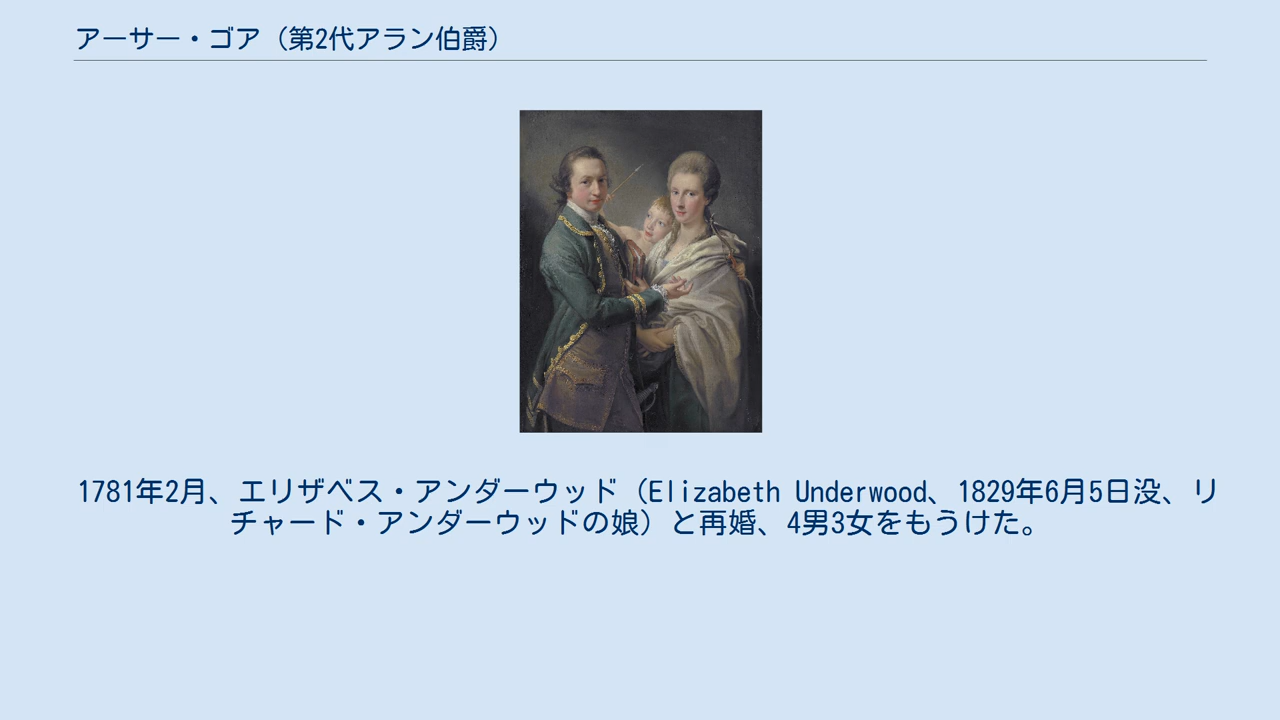 アーサー・ゴア（第2代アラン伯爵）
1781年2月、エリザベス・アンダーウッド（Elizabeth Underwood、1829年6月5日没、リ
チャード・アンダーウッドの娘）と再婚、4男3女をもうけた。